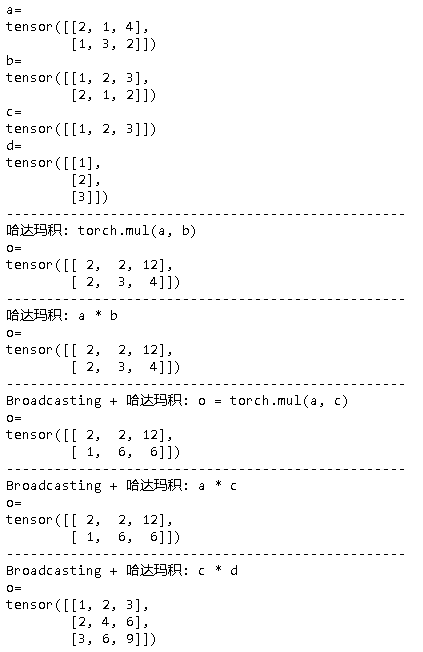 a=
tensor([[2, 1, 4],
        [1, 3, 2]])
b=
tensor([[1, 2, 3],
        [2, 1, 2]])
c=
tensor([[1, 2, 3]])
d=
tensor([[1],
        [2],
        [3]])
--------------------------------------------------
哈达玛积: torch.mul(a, b)
o=
tensor([[ 2,  2, 12],
        [ 2,  3,  4]])
--------------------------------------------------
哈达玛积: a * b
o=
tensor([[ 2,  2, 12],
        [ 2,  3,  4]])
--------------------------------------------------
Broadcasting + 哈达玛积: o = torch.mul(a, c)
o=
tensor([[ 2,  2, 12],
        [ 1,  6,  6]])
--------------------------------------------------
Broadcasting + 哈达玛积: a * c
o=
tensor([[ 2,  2, 12],
        [ 1,  6,  6]])
--------------------------------------------------
Broadcasting + 哈达玛积: c * d
o=
tensor([[1, 2, 3],
        [2, 4, 6],
        [3, 6, 9]])